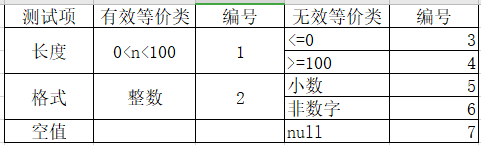 测试项 有效等价类 编号 无效等价类 编号
长度 0<n<100 1 <=0 3
>=100 4
格式 整数 2 小数 5
非数字 6
空值 null 7